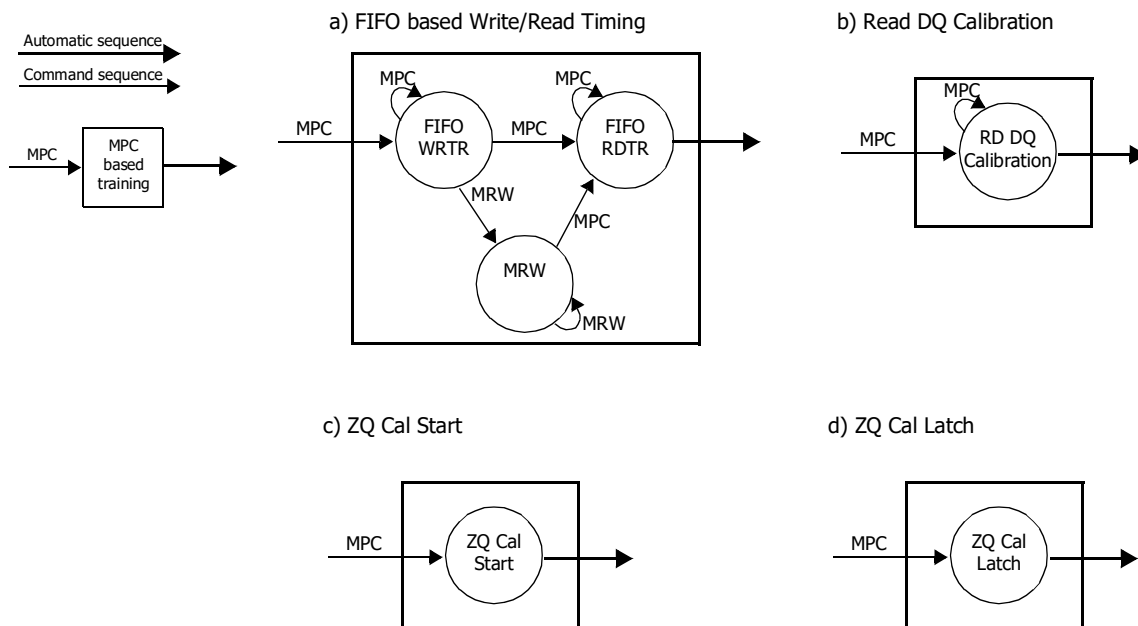 a) FIFO based Write/Read Timing
b) Read DQ Calibration
Automatic sequence
Command sequence
MPC
MPC
based
training
MPC
MPC
FIFO
WRTR
MPC
MPC
FIFO
RDTR
MRW
MPC
MRW
MRW
MPC
MPC
RD DQ
Calibration
c) ZQ Cal Start
d) ZQ Cal Latch
MPC
ZQ Cal
Start
MPC
ZQ Cal
Latch